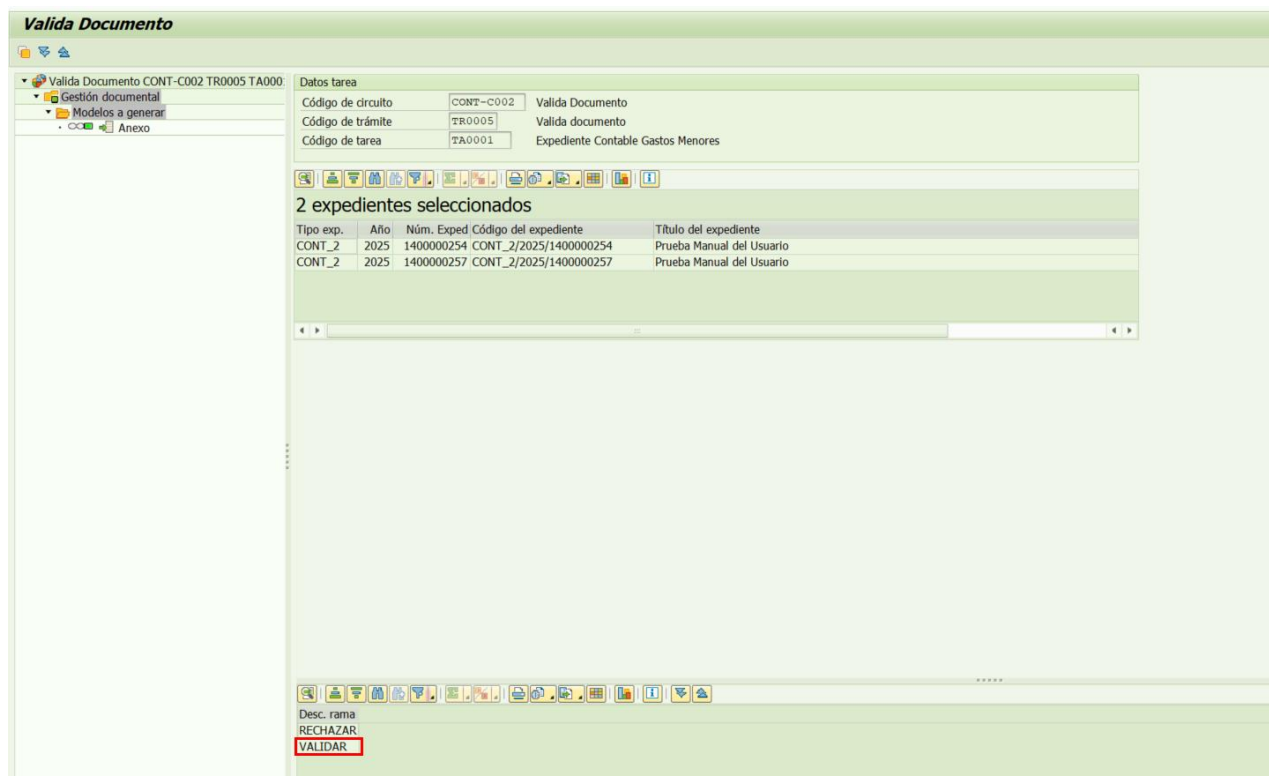 Valida Documento
Valida Documento CONT-C002 TR0005 TA000
Gestión documental
Modelos a generar
Anexo
Datos tarea
Código de circuito CONT-C002 Valida Documento
Código de trámite TR0005 Valida documento
Código de tarea TA0001 Expediente Contable Gastos Menores
2 expedientes seleccionados
Tipo exp. Año Núm. Exped Código del expediente Título del expediente
CONT_2 2025 1400000254 CONT_2/2025/1400000254 Prueba Manual del Usuario
CONT_2 2025 1400000257 CONT_2/2025/1400000257 Prueba Manual del Usuario
Desc. rama
RECHAZAR
VALIDAR